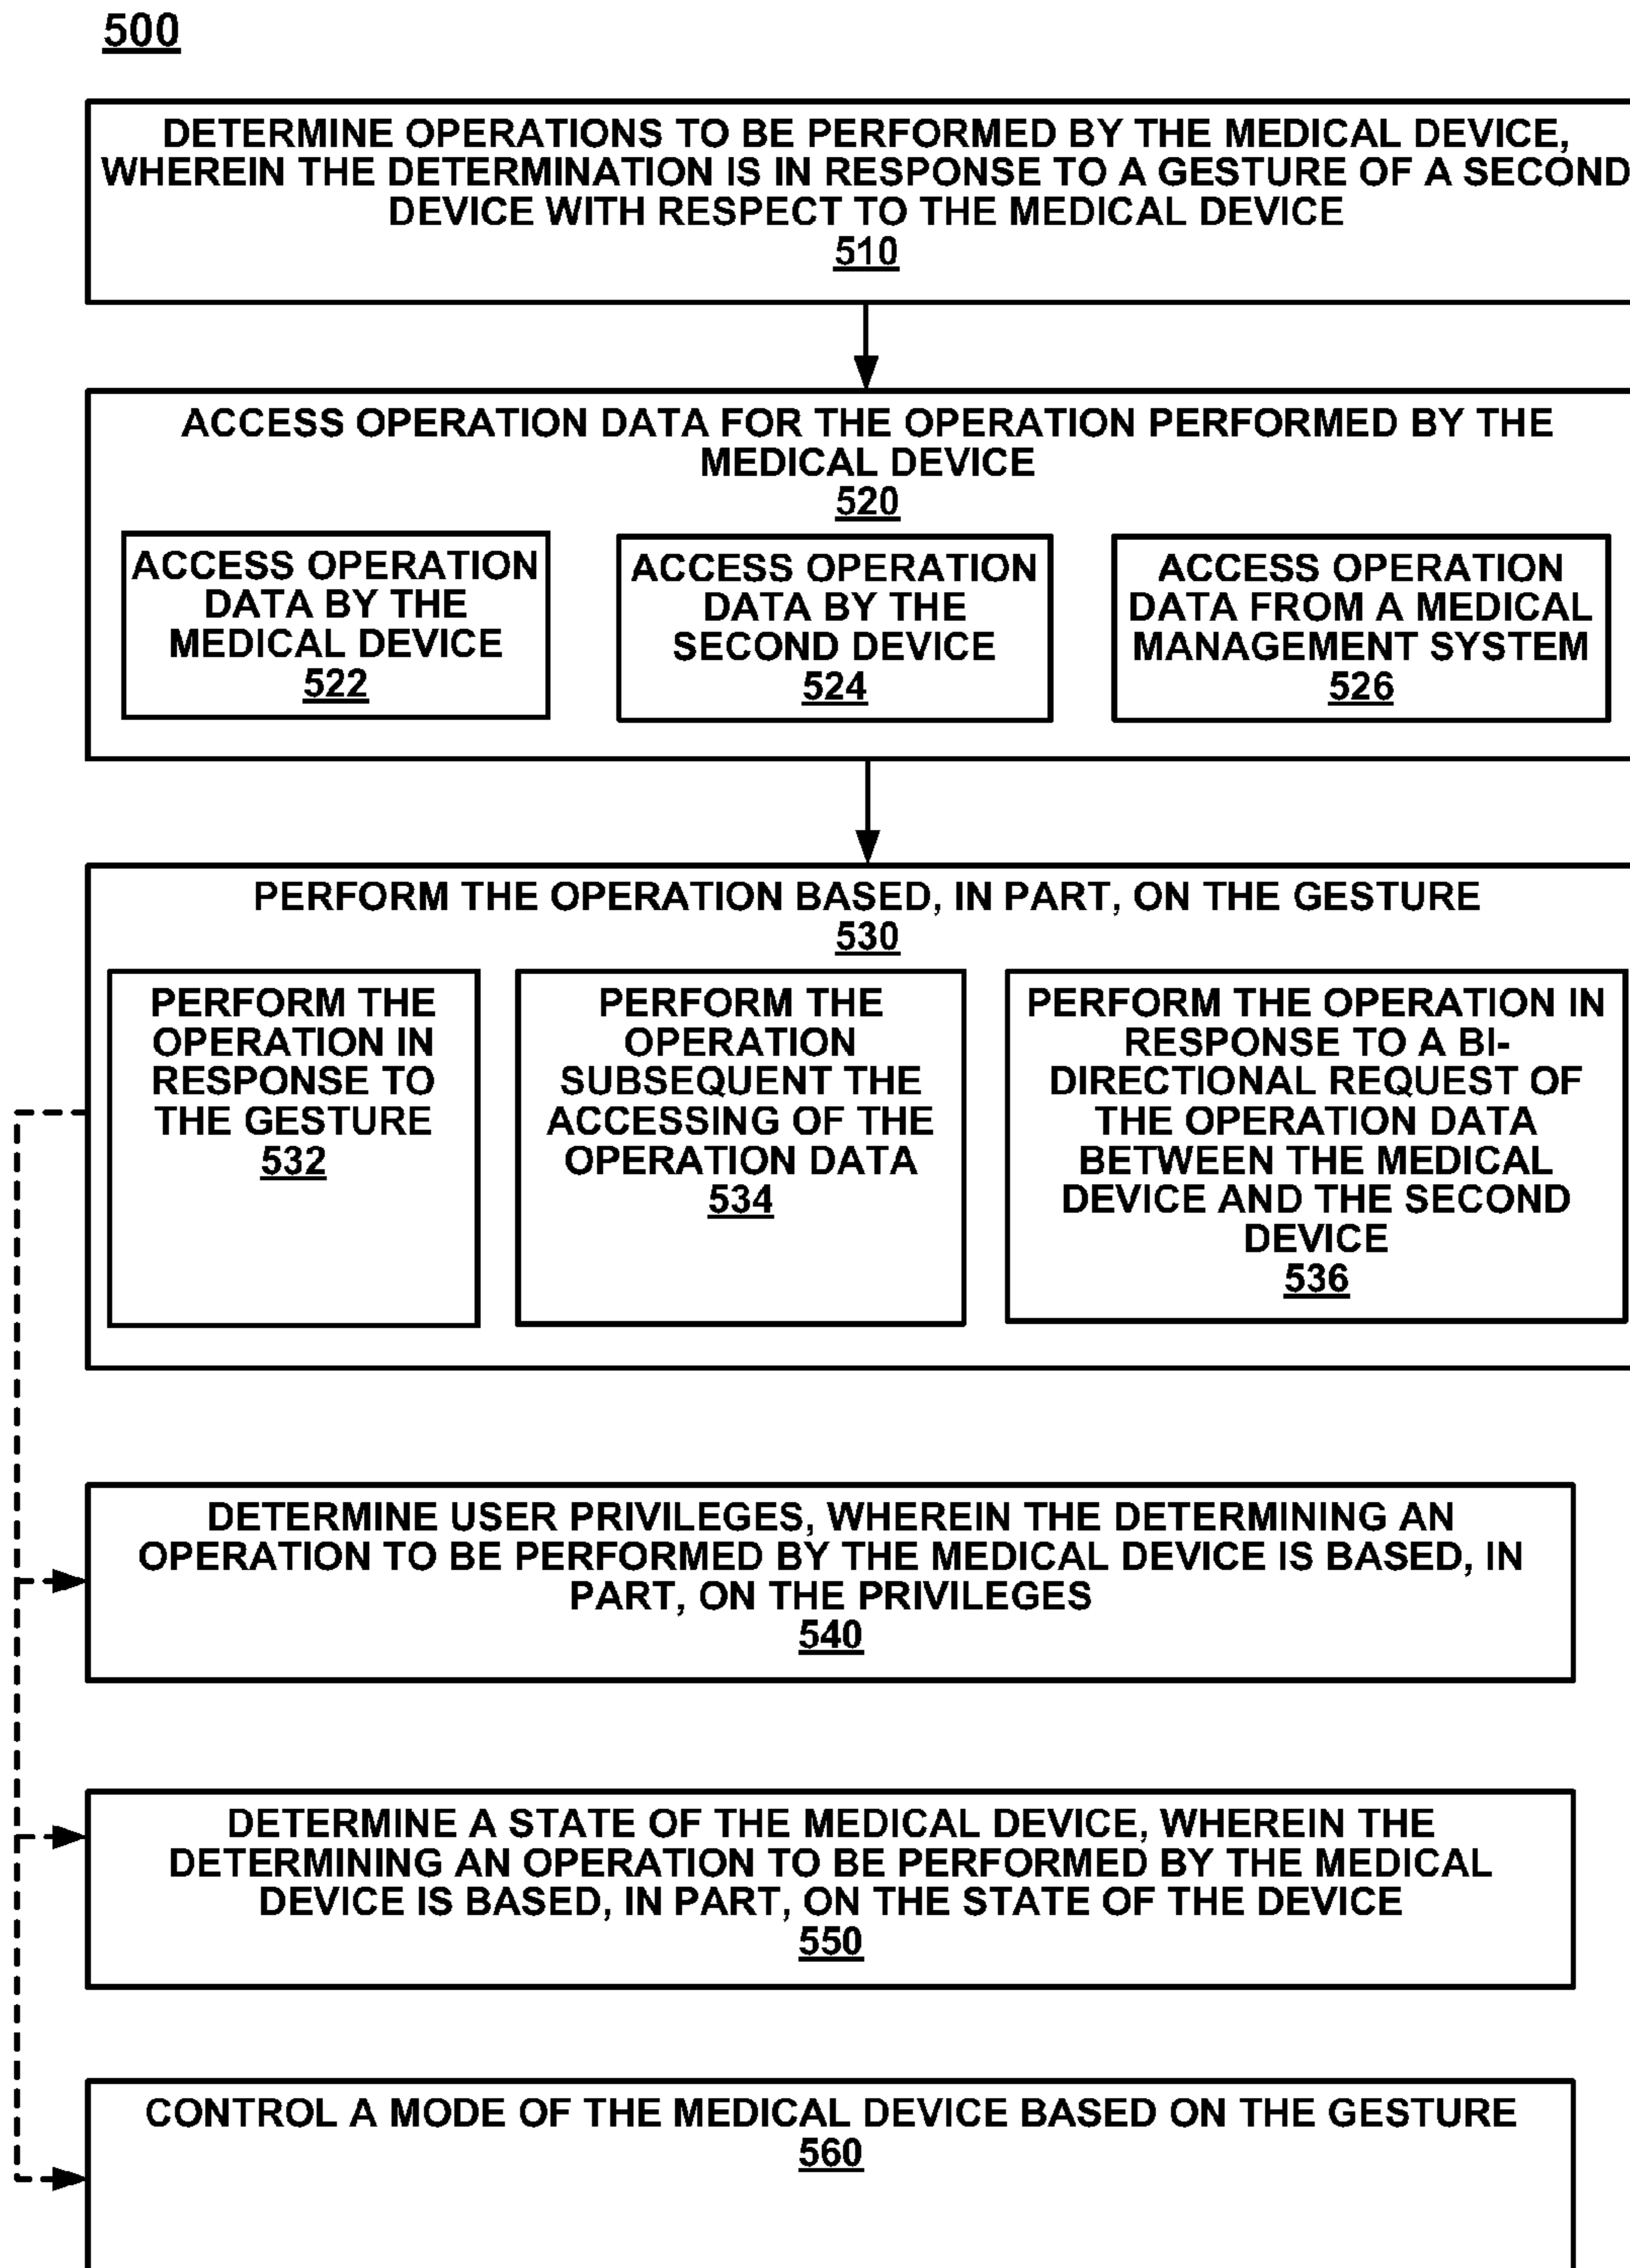 500
DETERMINE OPERATIONS TO BE PERFORMED BY THE MEDICAL DEVICE,
WHEREIN THE DETERMINATION IS IN RESPONSE TO A GESTURE OF A SECOND
DEVICE WITH RESPECT TO THE MEDICAL DEVICE
510
ACCESS OPERATION DATA FOR THE OPERATION PERFORMED BY THE
MEDICAL DEVICE
520
ACCESS OPERATION
DATA BY THE
MEDICAL DEVICE
522
ACCESS OPERATION
DATA BY THE
SECOND DEVICE
524
ACCESS OPERATION
DATA FROM A MEDICAL
MANAGEMENT SYSTEM
526
PERFORM THE OPERATION BASED, IN PART, ON THE GESTURE
530
PERFORM THE
OPERATION IN
RESPONSE TO
THE GESTURE
532
PERFORM THE
OPERATION
SUBSEQUENT THE
ACCESSING OF THE
OPERATION DATA
534
PERFORM THE OPERATION IN
RESPONSE TO A BI-
DIRECTIONAL REQUEST OF
THE OPERATION DATA
BETWEEN THE MEDICAL
DEVICE AND THE SECOND
DEVICE
536
DETERMINE USER PRIVILEGES, WHEREIN THE DETERMINING AN
OPERATION TO BE PERFORMED BY THE MEDICAL DEVICE IS BASED, IN
PART, ON THE PRIVILEGES
540
DETERMINE A STATE OF THE MEDICAL DEVICE, WHEREIN THE
DETERMINING AN OPERATION TO BE PERFORMED BY THE MEDICAL
DEVICE IS BASED, IN PART, ON THE STATE OF THE DEVICE
550
CONTROL A MODE OF THE MEDICAL DEVICE BASED ON THE GESTURE
560